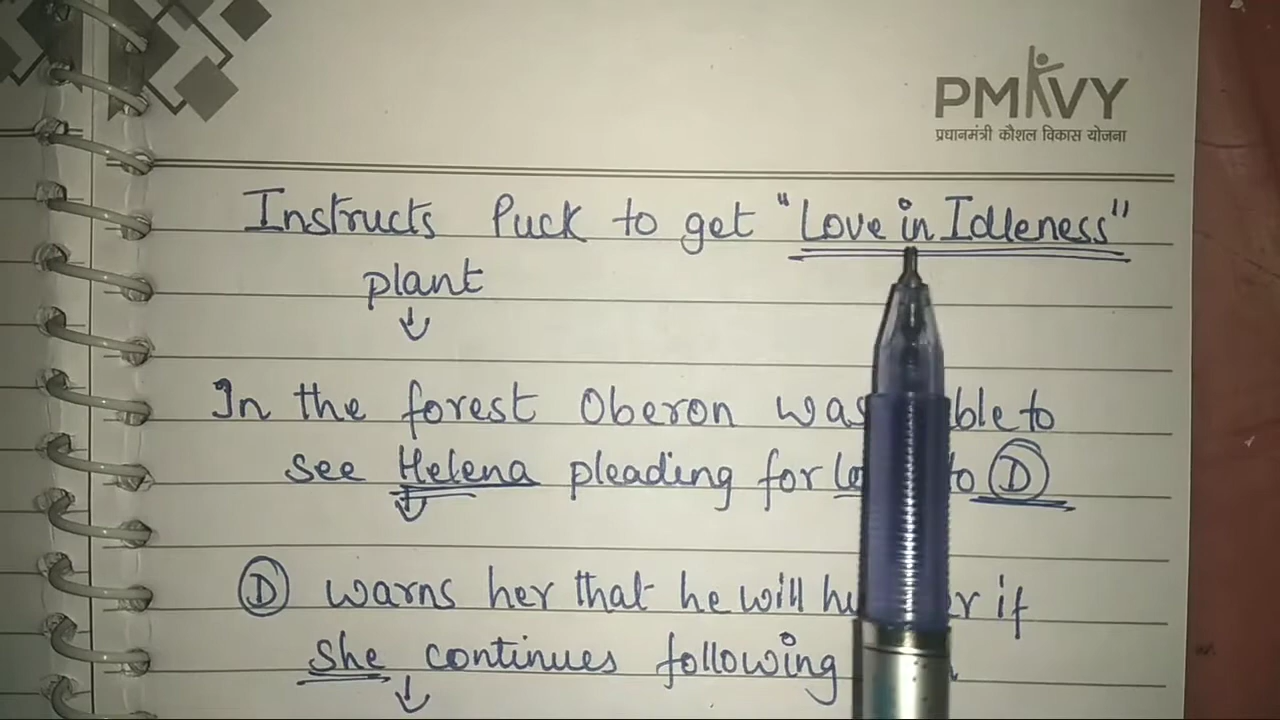 PMKVY
प्रधानमंत्री कौशल विकास योजना
Instructs Puck to get "Love in Idleness"
plant
In the forest Oberon was ble to
see Helena pleading for to D
D warns her that he will if
she continues following